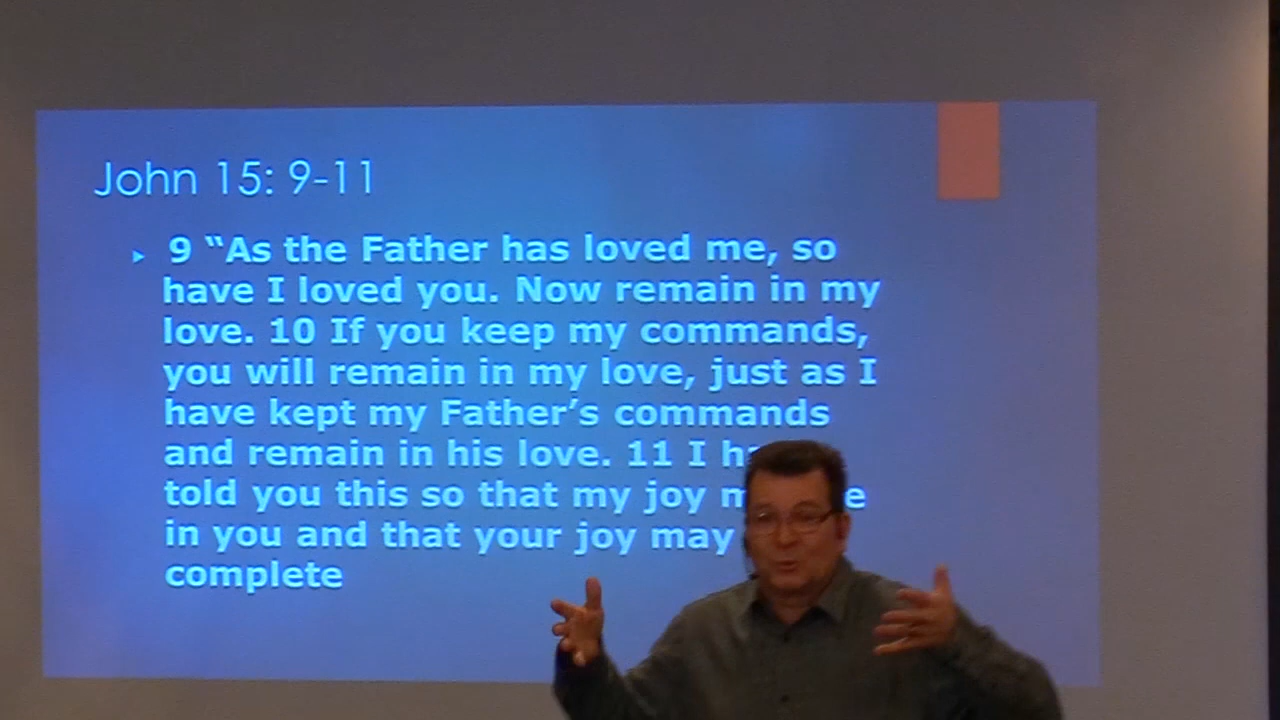 John 15: 9-11
9 “As the Father has loved me, so
have I loved you. Now remain in my
love. 10 If you keep my commands,
you will remain in my love, just as I
have kept my Father’s commands
and remain in his love. 11 I
told you this so that my joy
in you and that your joy may
complete